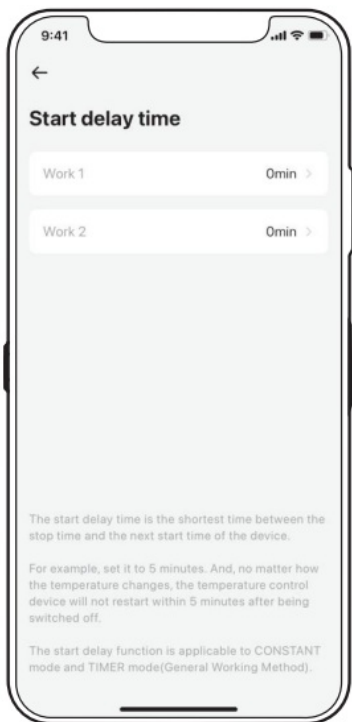 9:41
Start delay time
Work 1 0min
Work 2 0min
The start delay time is the shortest time between the
stop time and the next start time of the device.
For example, set it to 5 minutes. And, no matter how
the temperature changes, the temperature control
device will not restart within 5 minutes after being
switched off.
The start delay function is applicable to CONSTANT
mode and TIMER mode(General Working Method).